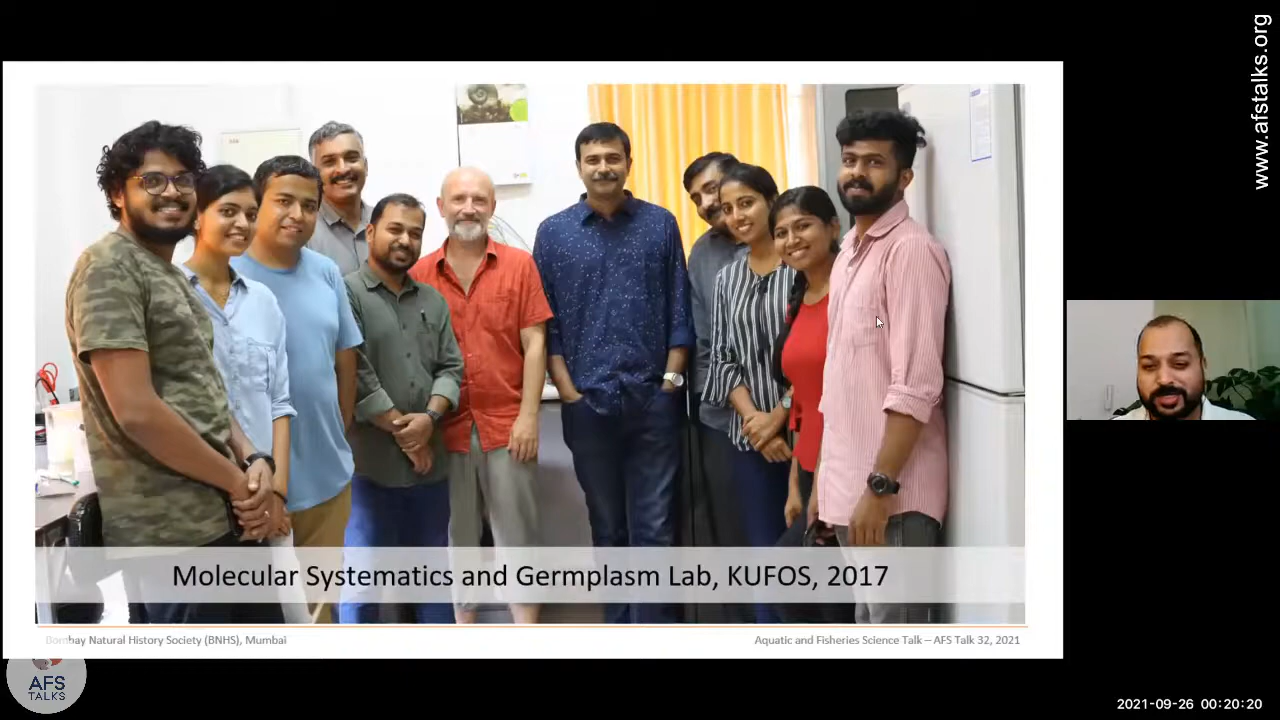 www.afstalks.org
Molecular Systematics and Germplasm Lab, KUFOS, 2017
Bombay Natural History Society (BNHS), Mumbai
Aquatic and Fisheries Science Talk – AFS Talk 32, 2021
AFS
TALKS
2021-09-26 00:20:20